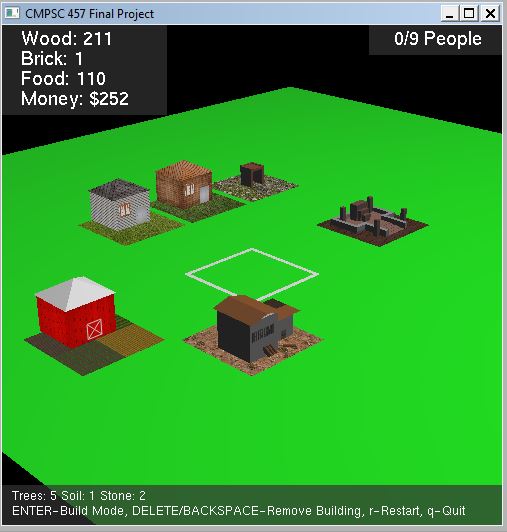 CMPSC 457 Final Project
Wood: 211
Brick: 1
Food: 110
Money: $252
0/9 People
Trees: 5 Soil: 1 Stone: 2
ENTER-Build Mode, DELETE/BACKSPACE-Remove Building, r-Restart, q-Quit